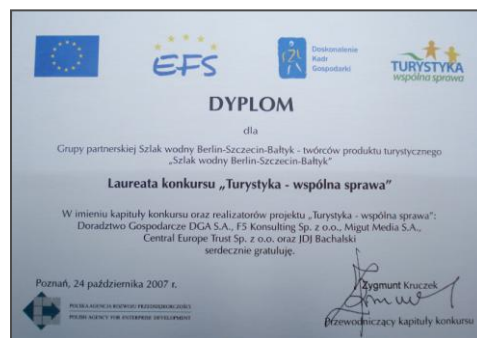 EFS
Doskonalenie
Kadr
Gospodarki
TURYSTYKA
wspólna sprawa
DYPLOM
dla
Grupy partnerskiej Szlak wodny Berlin-Szczecin-Bałtyk - twórców produktu turystycznego
„Szlak wodny Berlin-Szczecin-Bałtyk"
Laureata konkursu „Turystyka - wspólna sprawa"
W imieniu kapituły konkursu oraz realizatorów projektu „Turystyka - wspólna sprawa":
Doradztwo Gospodarcze DGA S.A., F5 Konsulting Sp. z o.o., Migut Media S.A.,
Central Europe Trust Sp. z o.o. oraz JDJ Bachalski
serdecznie gratuluję.
Poznań, 24 października 2007 r.
Zygmunt Kruczek
Przewodniczący kapituły konkursu
POLSKA AGENCJA ROZWOJU PRZEDSIĘBIORCZOŚCI
POLISH AGENCY FOR ENTERPRISE DEVELOPMENT